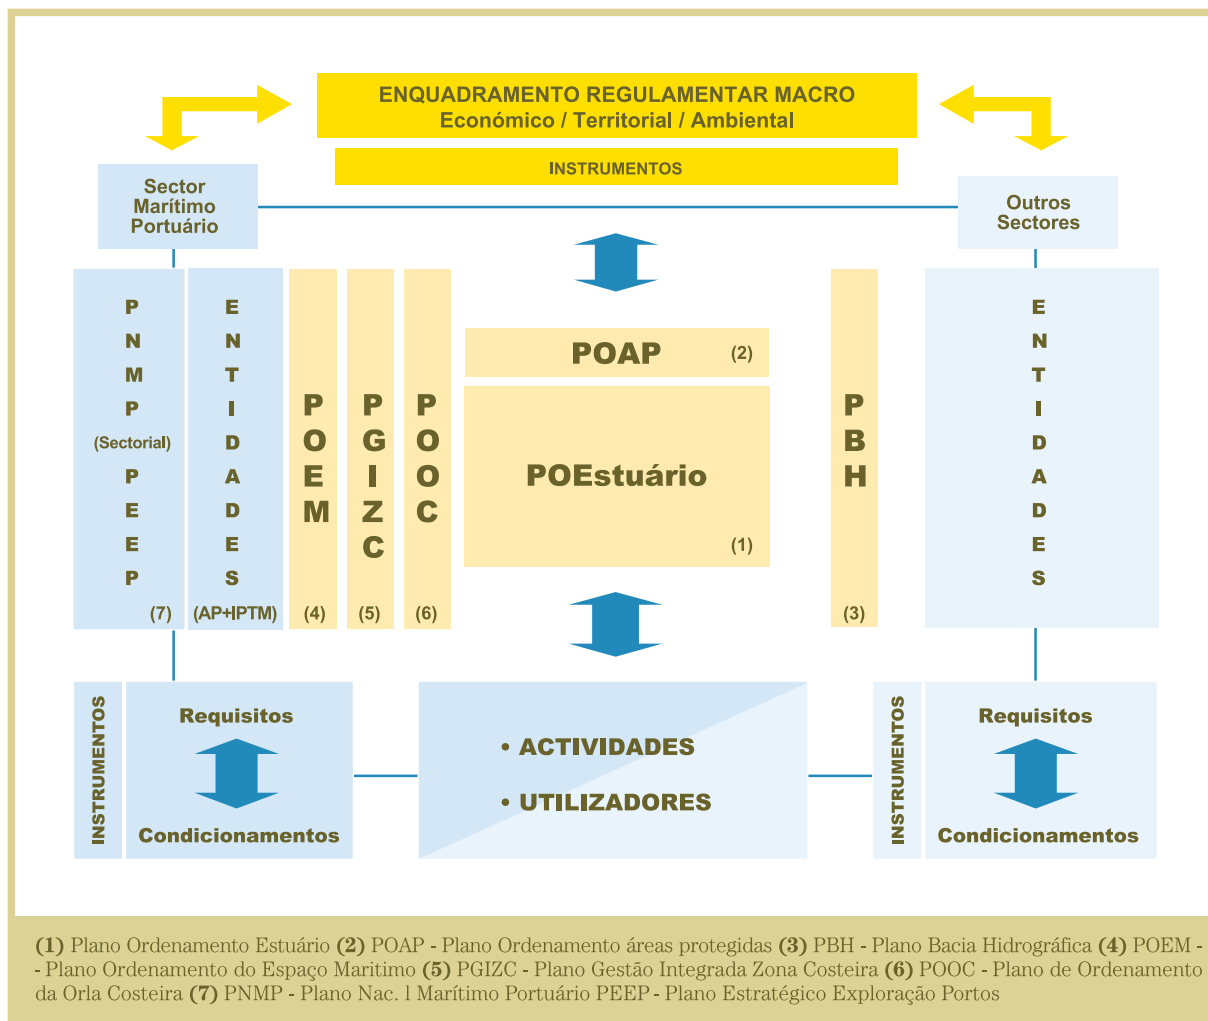 ENQUADRAMENTO REGULAMENTAR MACRO
Económico / Territorial / Ambiental
INSTRUMENTOS
Sector
Marítimo
Portuário
Outros
Sectores
P
N
M
P
(Sectorial)
P
E
E
P
(7)
E
N
T
I
D
A
D
E
S
(AP+IPTM)
P
O
E
M
(4)
P
G
I
Z
C
(5)
P
O
O
C
(6)
POAP (2)
POEstuário
(1)
P
B
H
(3)
E
N
T
I
D
A
D
E
S
INSTRUMENTOS
Requisitos
Condicionamentos
• ACTIVIDADES
• UTILIZADORES
INSTRUMENTOS
Requisitos
Condicionamentos
(1) Plano Ordenamento Estuário (2) POAP - Plano Ordenamento áreas protegidas (3) PBH - Plano Bacia Hidrográfica (4) POEM -
- Plano Ordenamento do Espaço Maritimo (5) PGIZC - Plano Gestão Integrada Zona Costeira (6) POOC - Plano de Ordenamento
da Orla Costeira (7) PNMP - Plano Nac. l Marítimo Portuário PEEP - Plano Estratégico Exploração Portos